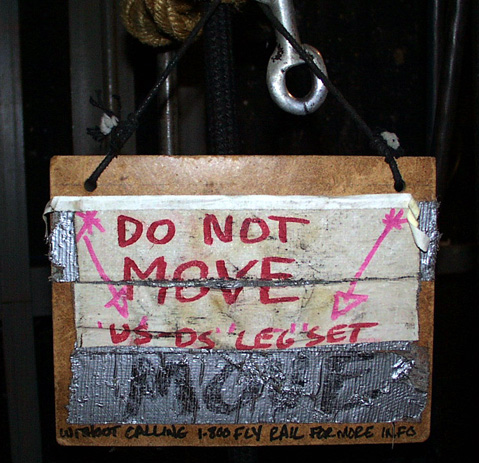 DO NOT
MOVE
"US-DS" "LEG" SET
MOVE
WITHOUT CALLING 1-800 FLY RAIL FOR MORE INFO